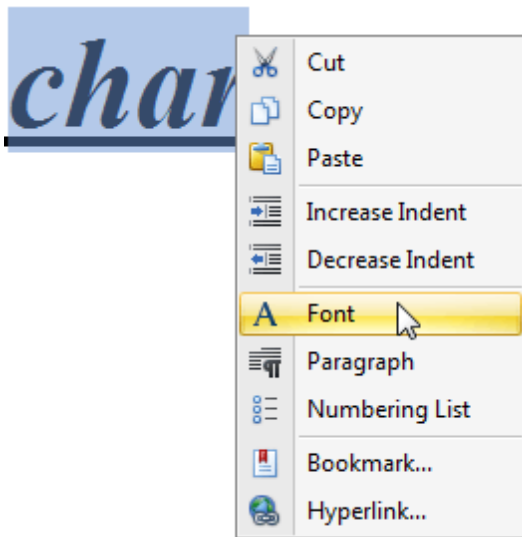 char
Cut
Copy
Paste
Increase Indent
Decrease Indent
Font
Paragraph
Numbering List
Bookmark...
Hyperlink...